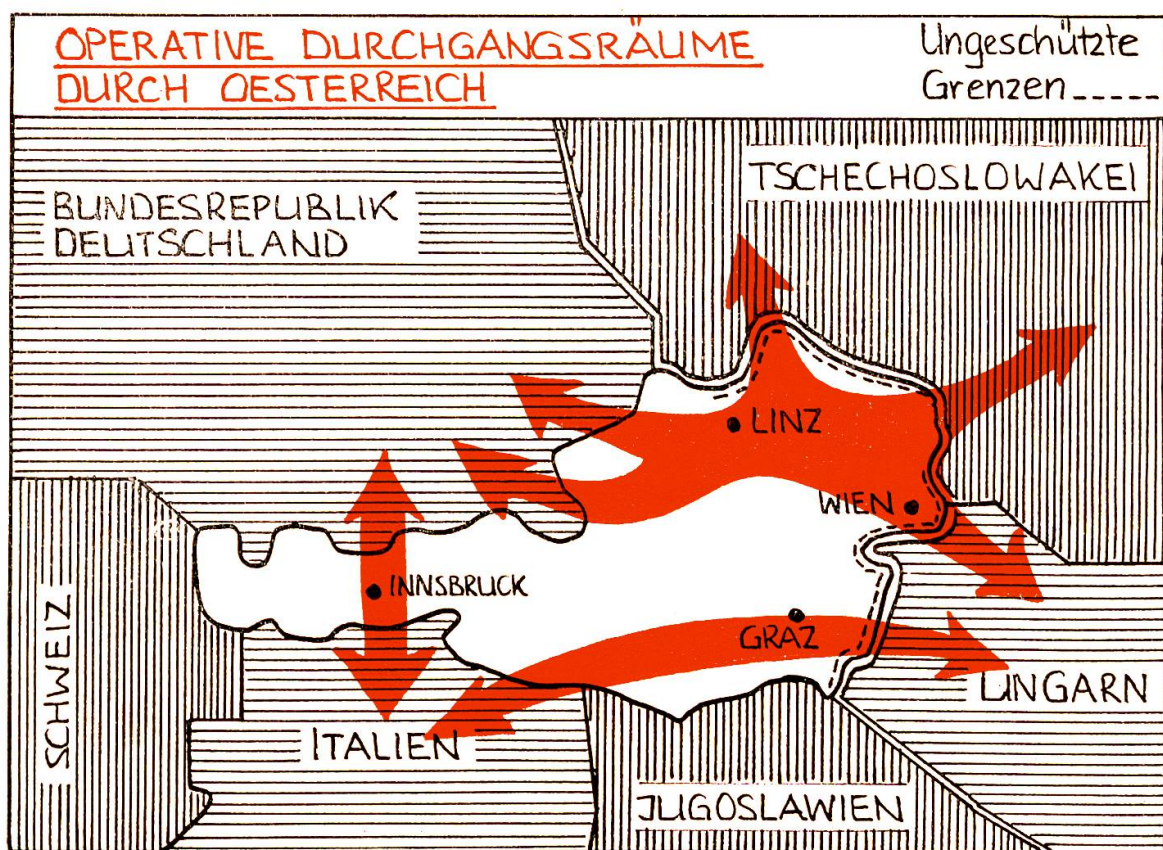 OPERATIVE DURCHGANGSRÄUME
DURCH OESTERREICH
Ungeschützte
Grenzen
TSCHECHOSLOWAKEI
BUNDESREPUBLIK
DEUTSCHLAND
LINZ
WIEN
INNSBRUCK
GRAZ
SCHWEIZ
UNGARN
ITALIEN
JUGOSLAWIEN